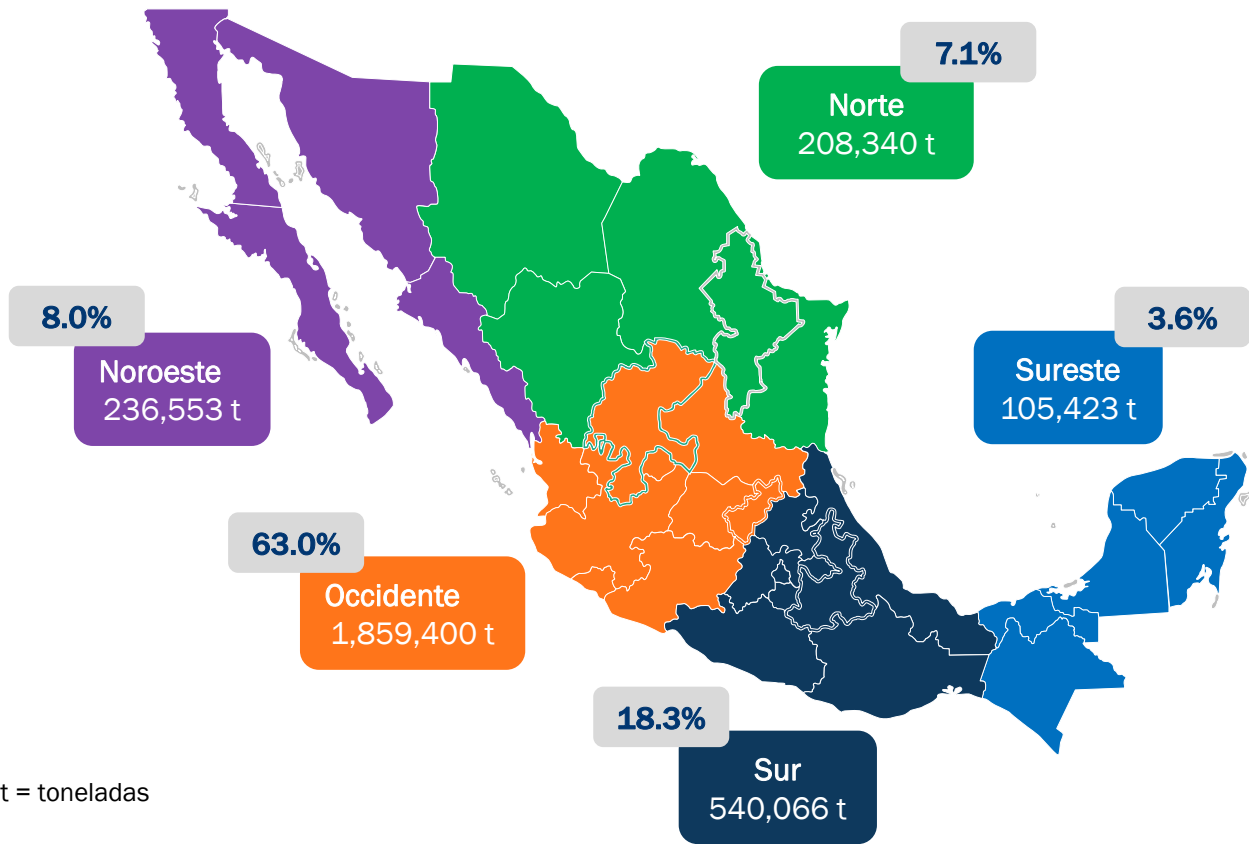 7.1%
Norte
208,340 t
8.0%
Noroeste
236,553 t
3.6%
Sureste
105,423 t
63.0%
Occidente
1,859,400 t
18.3%
Sur
540,066 t
t = toneladas